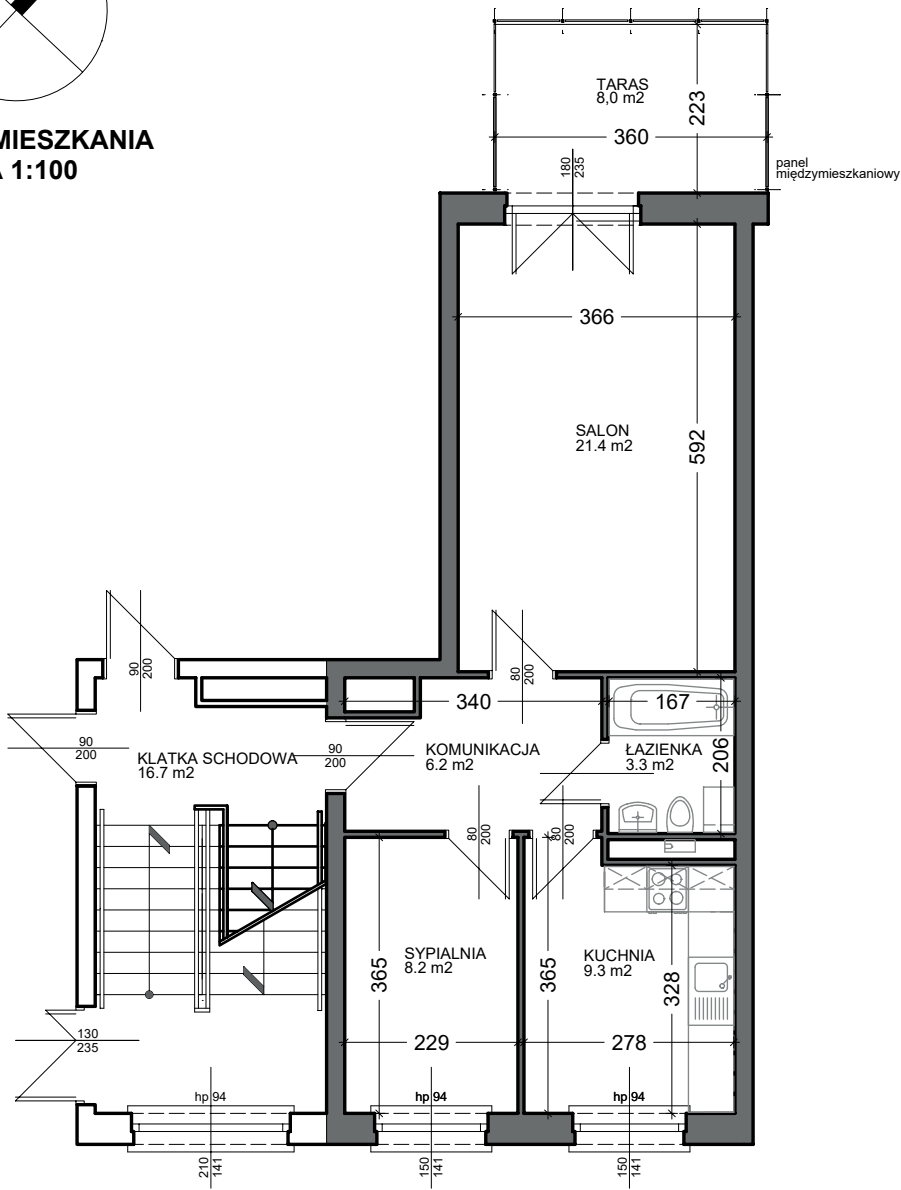 MIESZKANIA
1:100
TARAS
8,0 m2
223
360
panel
międzymieszkaniowy
180
235
366
SALON
21.4 m2
592
90
200
80
200
340
167
90
200
KLATKA SCHODOWA
16.7 m2
90
200
KOMUNIKACJA
6.2 m2
ŁAZIENKA
3.3 m2
206
80
200
80
200
SYPIALNIA
8.2 m2
KUCHNIA
9.3 m2
365
365
328
130
235
229
278
hp 94
hp 94
hp 94
210
141
150
141
150
141